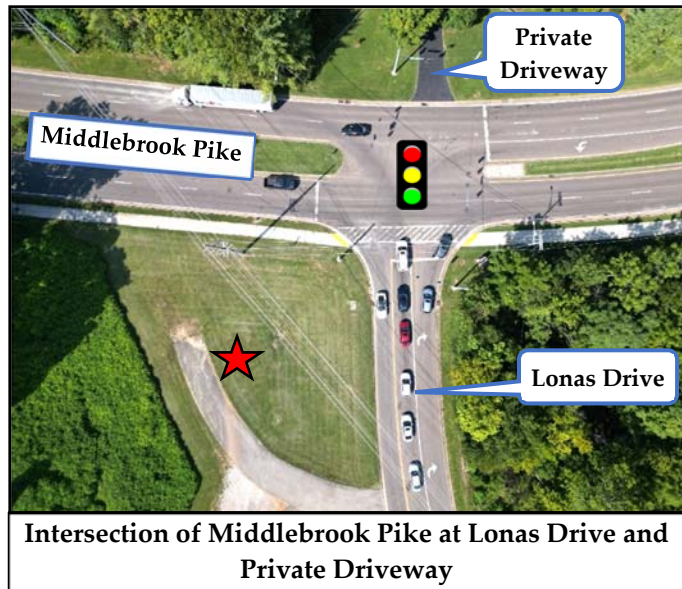 Private
Driveway
Middlebrook Pike
Lonas Drive
Intersection of Middlebrook Pike at Lonas Drive and
Private Driveway